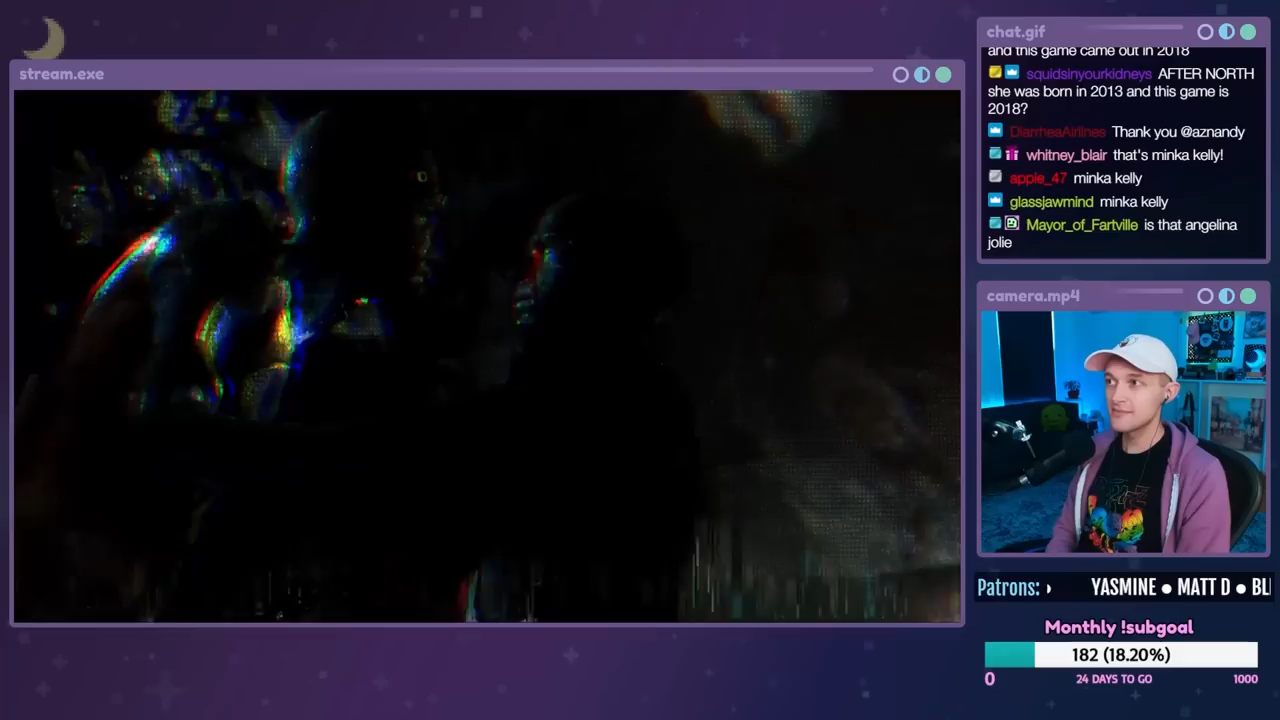 stream.exe
chat.gif
and this game came out in 2018
squidsinyourkidneys AFTER NORTH
she was born in 2013 and this game is
2018?
DiarrheaAirlines Thank you @aznandy
whitney_blair that's minka kelly!
apple_47 minka kelly
glassjawmind minka kelly
Mayor_of_Fartville is that angelina
jolie
camera.mp4
Patrons: YASMINE ● MATT D ● BL
Monthly !subgoal
182 (18.20%)
0 24 DAYS TO GO 1000